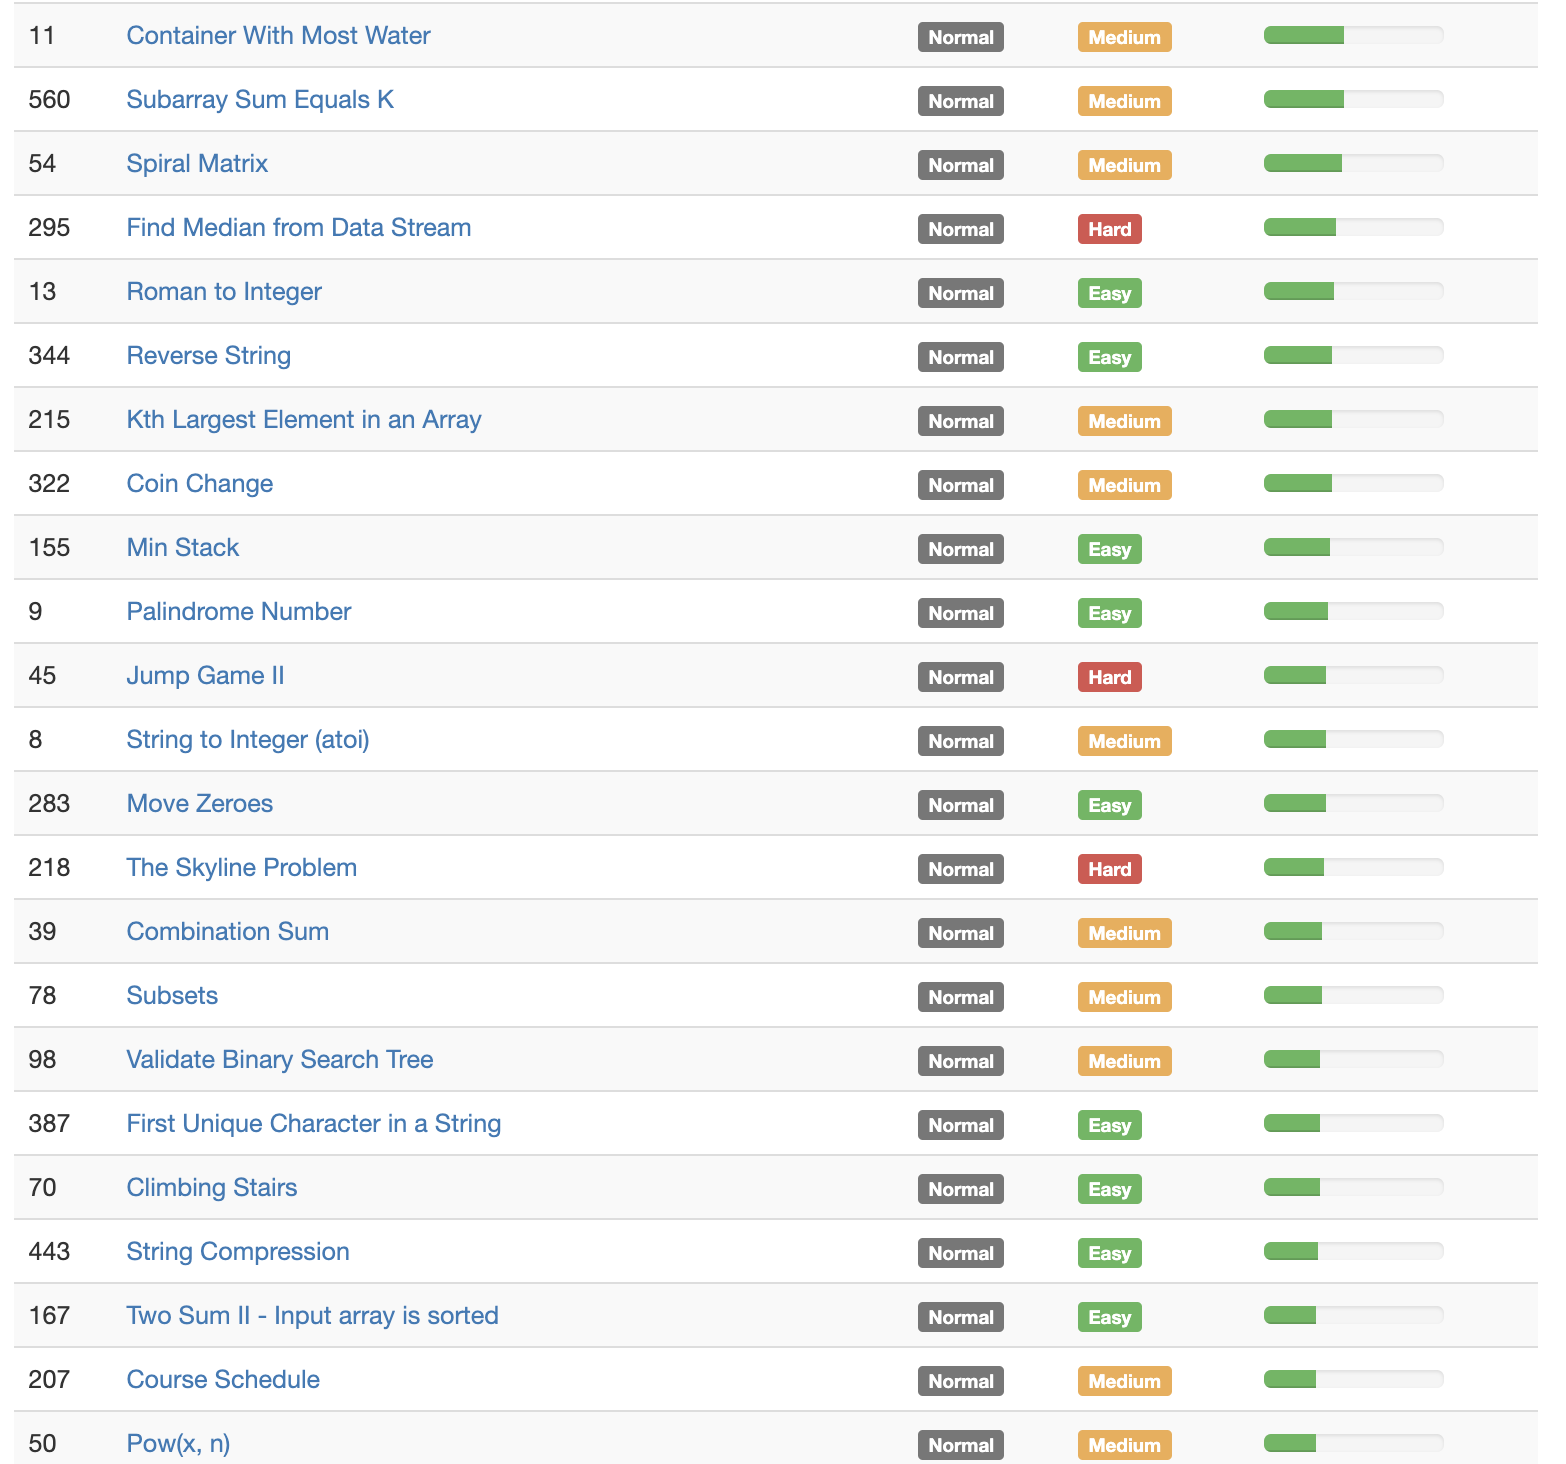 11 Container With Most Water Normal Medium
560 Subarray Sum Equals K Normal Medium
54 Spiral Matrix Normal Medium
295 Find Median from Data Stream Normal Hard
13 Roman to Integer Normal Easy
344 Reverse String Normal Easy
215 Kth Largest Element in an Array Normal Medium
322 Coin Change Normal Medium
155 Min Stack Normal Easy
9 Palindrome Number Normal Easy
45 Jump Game II Normal Hard
8 String to Integer (atoi) Normal Medium
283 Move Zeroes Normal Easy
218 The Skyline Problem Normal Hard
39 Combination Sum Normal Medium
78 Subsets Normal Medium
98 Validate Binary Search Tree Normal Medium
387 First Unique Character in a String Normal Easy
70 Climbing Stairs Normal Easy
443 String Compression Normal Easy
167 Two Sum II - Input array is sorted Normal Easy
207 Course Schedule Normal Medium
50 Pow(x, n) Normal Medium